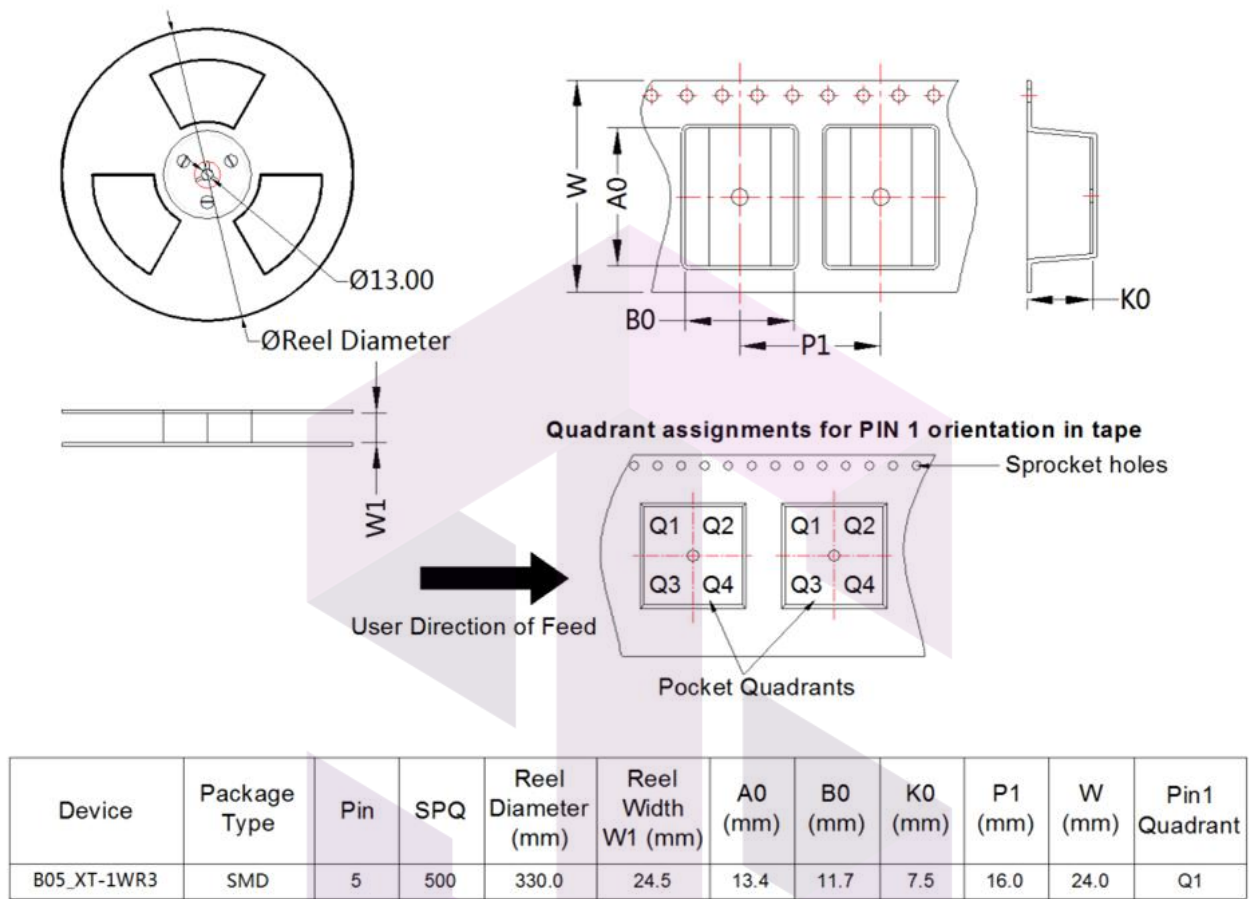 W
A0
Ø13.00
K0
B0
ØReel Diameter
P1
Quadrant assignments for PIN 1 orientation in tape
Sprocket holes
W1
Q1 Q2 Q1 Q2
Q3 Q4 Q3 Q4
User Direction of Feed
Pocket Quadrants
Device Package Type Pin SPQ Reel Diameter (mm) Reel Width W1 (mm) A0 (mm) B0 (mm) K0 (mm) P1 (mm) W (mm) Pin1 Quadrant
B05_XT-1WR3 SMD 5 500 330.0 24.5 13.4 11.7 7.5 16.0 24.0 Q1